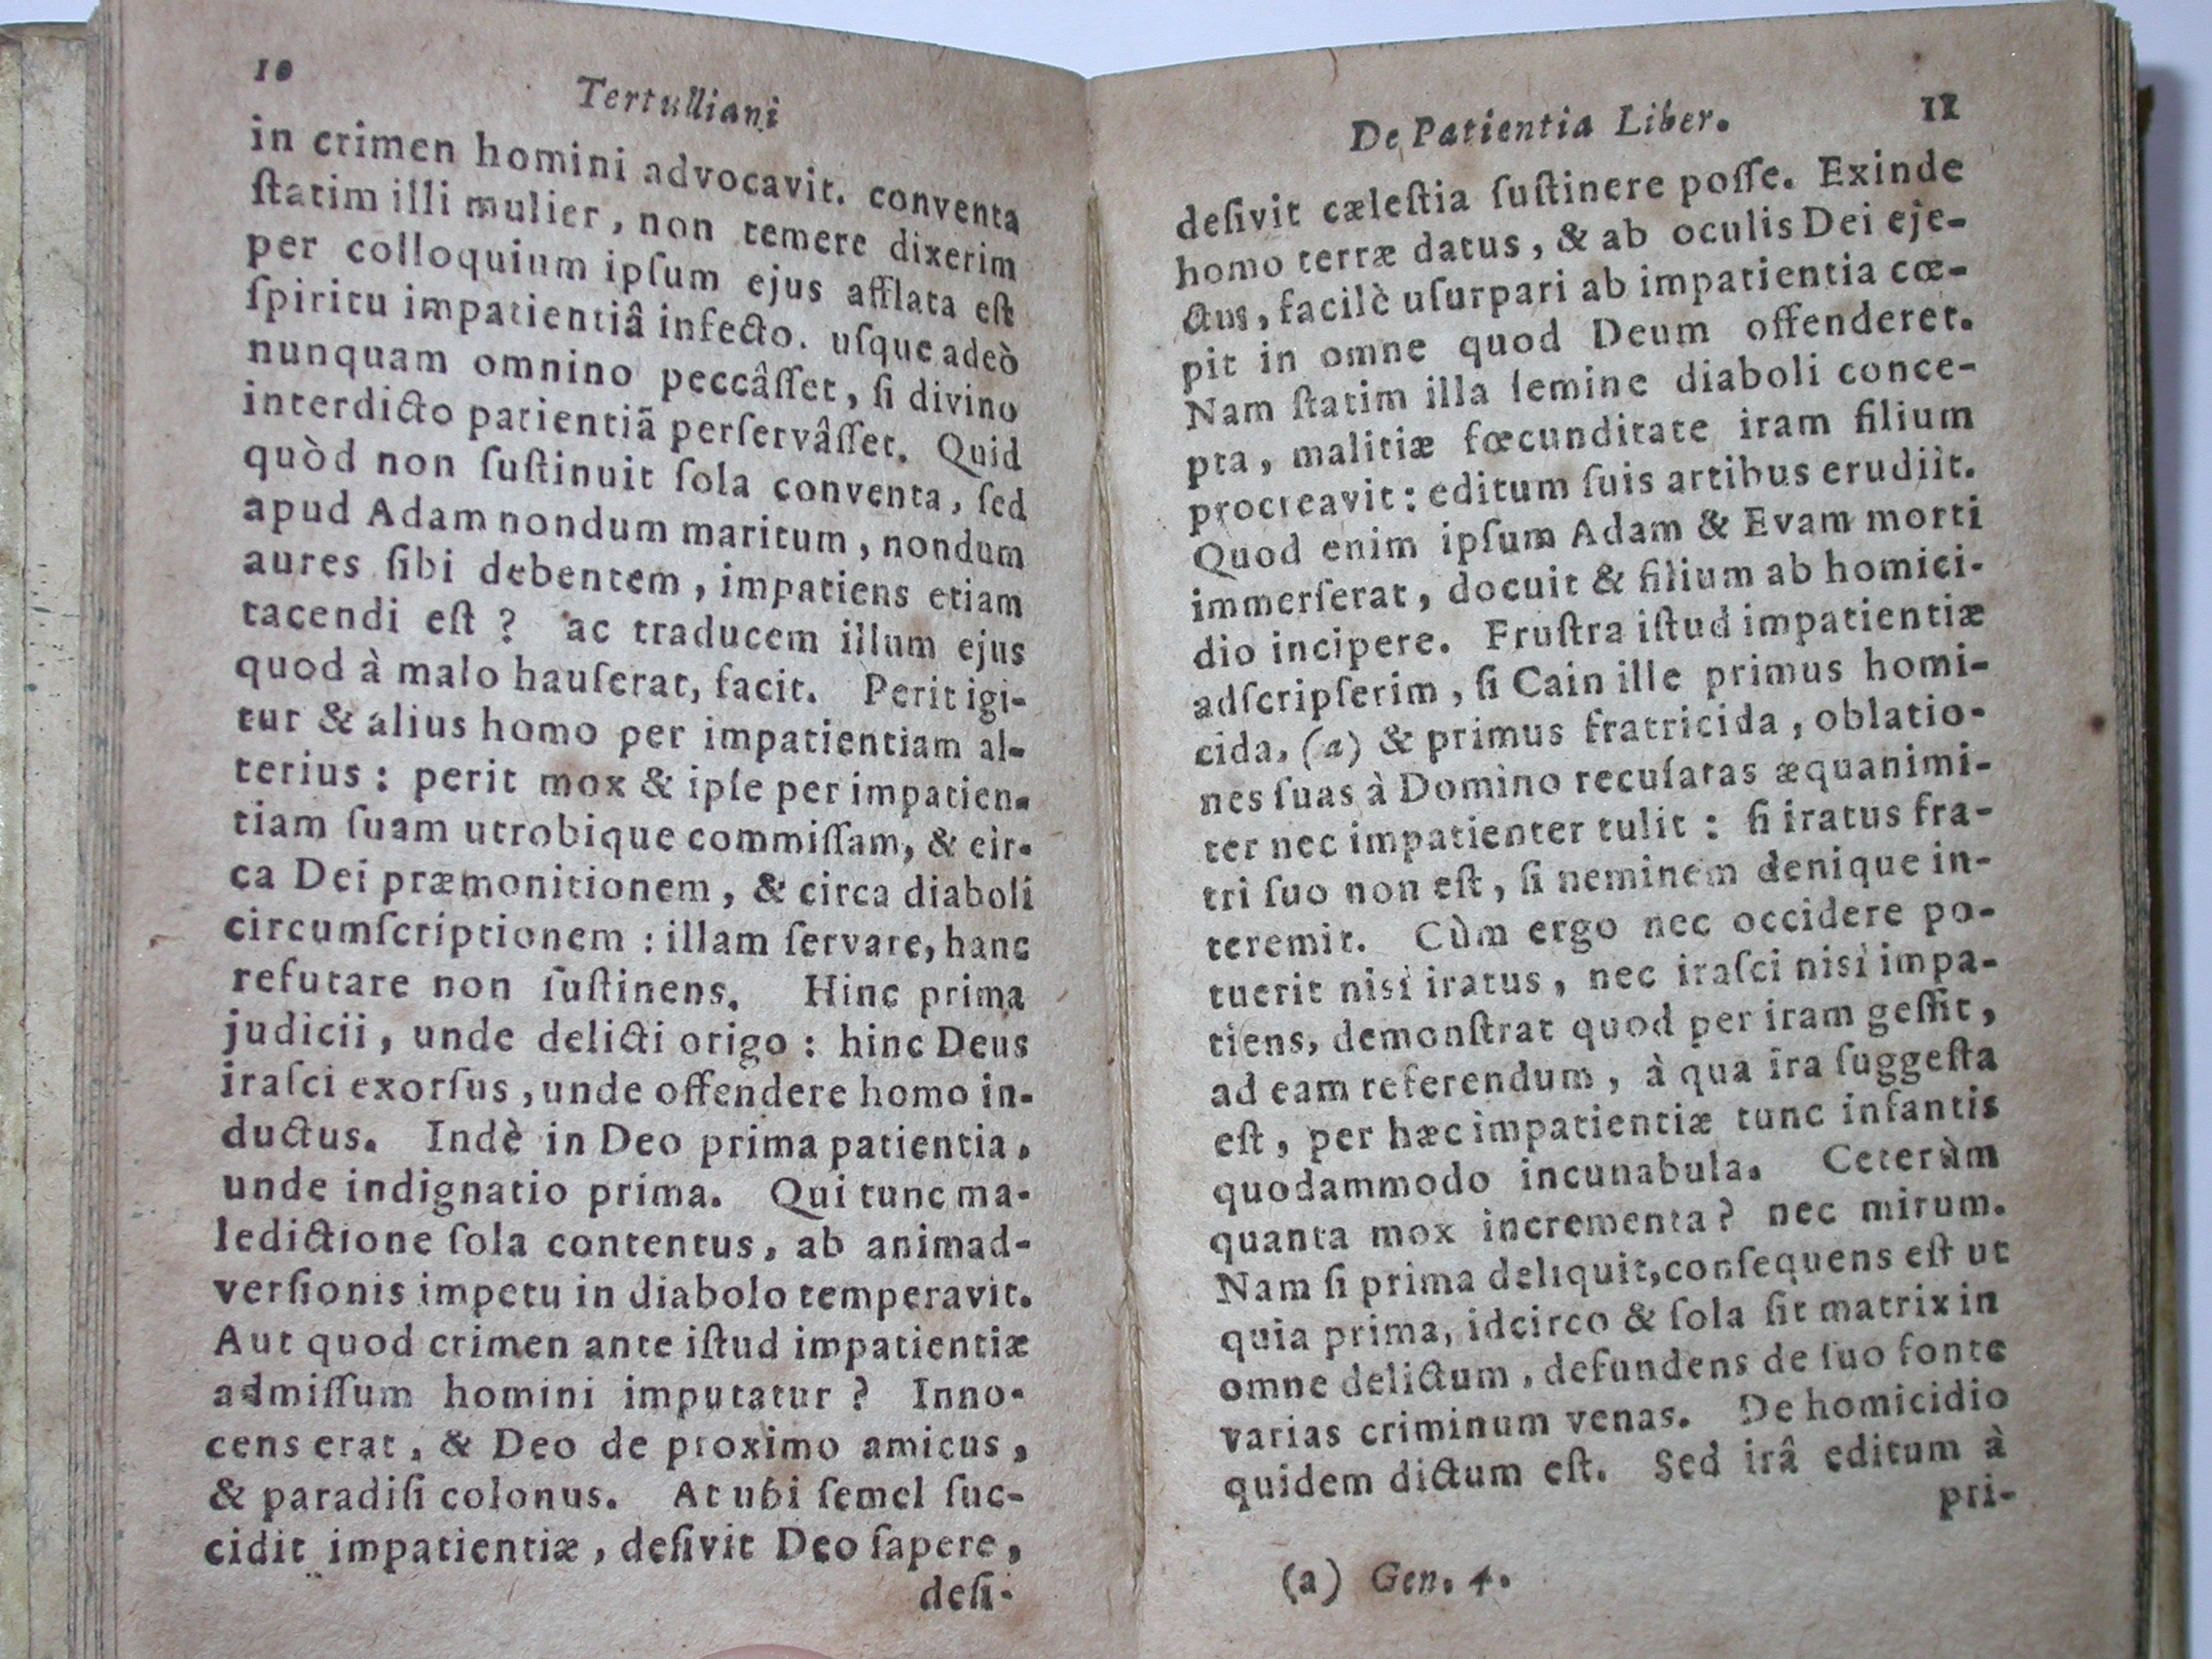 10
Tertulliani
in crimen homini advocavit. conventa
ſtatim illi mulier, non temere dixerim
per colloquium ipſum ejus afflata eſt
ſpiritu impatientiâ infecto. uſque adeò
nunquam omnino peccâſſet, ſi divino
interdicto patientiã perſervâſſet. Quid
quòd non ſuſtinuit ſola conventa, ſed
apud Adam nondum maritum, nondum
aures ſibi debentem, impatiens etiam
tacendi eſt ? ac traducem illum ejus
quod à malo hauſerat, facit. Perit igi-
tur & alius homo per impatientiam al-
terius : perit mox & ipſe per impatien-
tiam ſuam utrobique commiſſam, & cir-
ca Dei præmonitionem, & circa diaboli
circumſcriptionem : illam ſervare, hanc
refutare non ſuſtinens. Hinc prima
judicii, unde delicti origo : hinc Deus
iraſci exorſus, unde offendere homo in-
ductus. Indè in Deo prima patientia,
unde indignatio prima. Qui tunc ma-
ledictione ſola contentus, ab animad-
verſionis impetu in diabolo temperavit.
Aut quod crimen ante iſtud impatientiæ
admiſſum homini imputatur ? Inno-
cens erat, & Deo de proximo amicus,
& paradiſi colonus. At ubi ſemel ſuc-
cidit impatientiæ, deſivit Deo ſapere,
deſi-
De Patientia Liber.
11
deſivit cæleſtia ſuſtinere poſſe. Exinde
homo terræ datus, & ab oculis Dei eje-
ctus, facilè uſurpari ab impatientia cœ-
pit in omne quod Deum offenderet.
Nam ſtatim illa ſemine diaboli conce-
pta, malitiæ fœcunditate iram filium
procreavit : editum ſuis artibus erudiit.
Quod enim ipſum Adam & Evam morti
immerſerat, docuit & filium ab homici-
dio incipere. Fruſtra iſtud impatientiæ
adſcripſerim, ſi Cain ille primus homi-
cida, (a) & primus fratricida, oblatio-
nes ſuas à Domino recuſatas æquanimi-
ter nec impatienter tulit : ſi iratus fra-
tri ſuo non eſt, ſi neminem denique in-
teremit. Cùm ergo nec occidere po-
tuerit nisi iratus, nec iraſci nisi impa-
tiens, demonſtrat quod per iram geſſit,
ad eam referendum, à qua ira ſuggeſta
eſt, per hæc impatientiæ tunc infantis
quodammodo incunabula. Ceterùm
quanta mox incrementa ? nec mirum.
Nam ſi prima deliquit, conſequens eſt ut
quia prima, idcirco & ſola ſit matrix in
omne delictum, defundens de ſuo fonte
varias criminum venas. De homicidio
quidem dictum eſt. Sed irâ editum à
pri-
(a) Gen. 4.